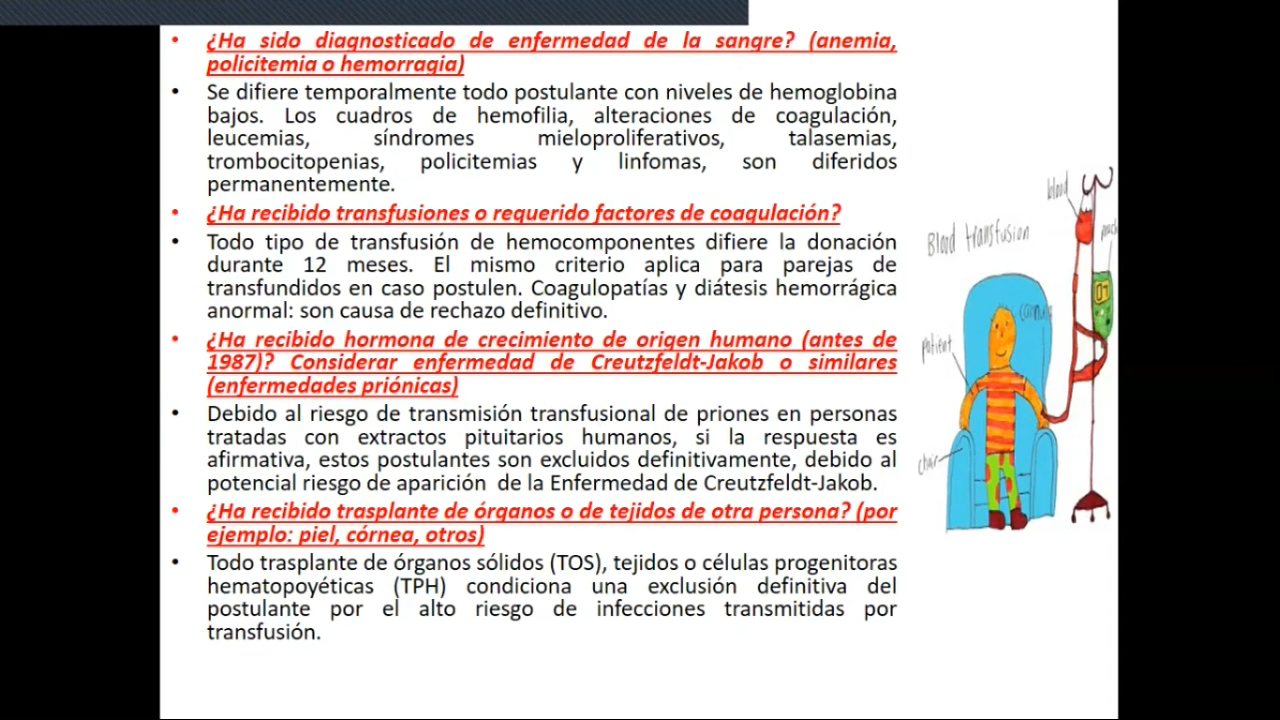 • ¿Ha sido diagnosticado de enfermedad de la sangre? (anemia,
policitemia o hemorragia)
• Se difiere temporalmente todo postulante con niveles de hemoglobina
bajos. Los cuadros de hemofilia, alteraciones de coagulación,
leucemias, síndromes mieloproliferativos, talasemias,
trombocitopenias, policitemias y linfomas, son diferidos
permanentemente.
• ¿Ha recibido transfusiones o requerido factores de coagulación?
• Todo tipo de transfusión de hemocomponentes difiere la donación
durante 12 meses. El mismo criterio aplica para parejas de
transfundidos en caso postulen. Coagulopatías y diátesis hemorrágica
anormal: son causa de rechazo definitivo.
• ¿Ha recibido hormona de crecimiento de origen humano (antes de
1987)? Considerar enfermedad de Creutzfeldt-Jakob o similares
(enfermedades priónicas)
• Debido al riesgo de transmisión transfusional de priones en personas
tratadas con extractos pituitarios humanos, si la respuesta es
afirmativa, estos postulantes son excluidos definitivamente, debido al
potencial riesgo de aparición de la Enfermedad de Creutzfeldt-Jakob.
• ¿Ha recibido trasplante de órganos o de tejidos de otra persona? (por
ejemplo: piel, córnea, otros)
• Todo trasplante de órganos sólidos (TOS), tejidos o células progenitoras
hematopoyéticas (TPH) condiciona una exclusión definitiva del
postulante por el alto riesgo de infecciones transmitidas por
transfusión.
blood
Blood transfusion
patient
chair